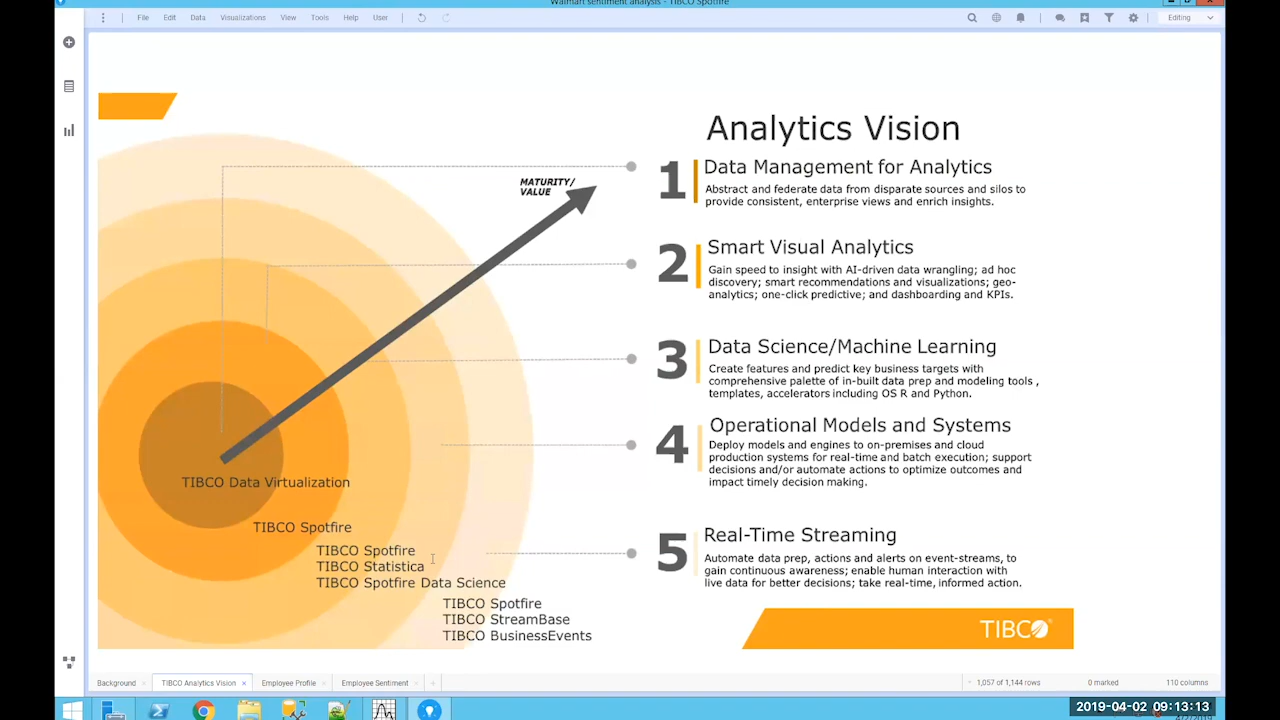 Walmart sentiment analysis - TIBCO Spotfire
File Edit Data Visualizations View Tools Help User
Editing
Analytics Vision
MATURITY/
VALUE
1
Data Management for Analytics
Abstract and federate data from disparate sources and silos to
provide consistent, enterprise views and enrich insights.
2
Smart Visual Analytics
Gain speed to insight with AI-driven data wrangling; ad hoc
discovery; smart recommendations and visualizations; geo-
analytics; one-click predictive; and dashboarding and KPIs.
3
Data Science/Machine Learning
Create features and predict key business targets with
comprehensive palette of in-built data prep and modeling tools ,
templates, accelerators including OS R and Python.
4
Operational Models and Systems
Deploy models and engines to on-premises and cloud
production systems for real-time and batch execution; support
decisions and/or automate actions to optimize outcomes and
impact timely decision making.
5
Real-Time Streaming
Automate data prep, actions and alerts on event-streams, to
gain continuous awareness; enable human interaction with
live data for better decisions; take real-time, informed action.
TIBCO Data Virtualization
TIBCO Spotfire
TIBCO Spotfire
TIBCO Statistica
TIBCO Spotfire Data Science
TIBCO Spotfire
TIBCO StreamBase
TIBCO BusinessEvents
TIBCO®
Background TIBCO Analytics Vision Employee Profile Employee Sentiment
1,057 of 1,144 rows 0 marked 110 columns
2019-04-02 09:13:13